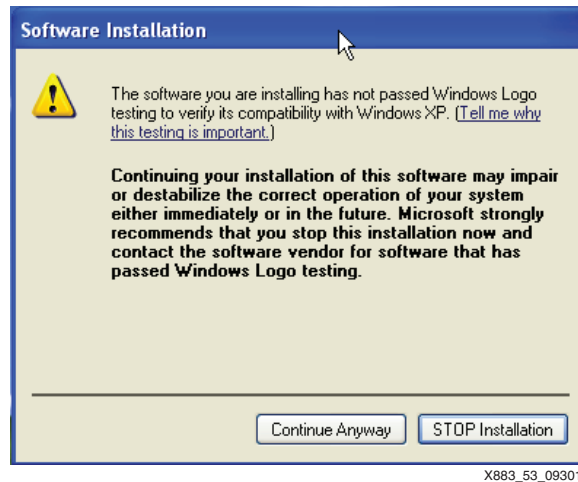 Software Installation
The software you are installing has not passed Windows Logo
testing to verify its compatibility with Windows XP. (Tell me why
this testing is important.)
Continuing your installation of this software may impair
or destabilize the correct operation of your system
either immediately or in the future. Microsoft strongly
recommends that you stop this installation now and
contact the software vendor for software that has
passed Windows Logo testing.
Continue Anyway STOP Installation
X883_53_09301